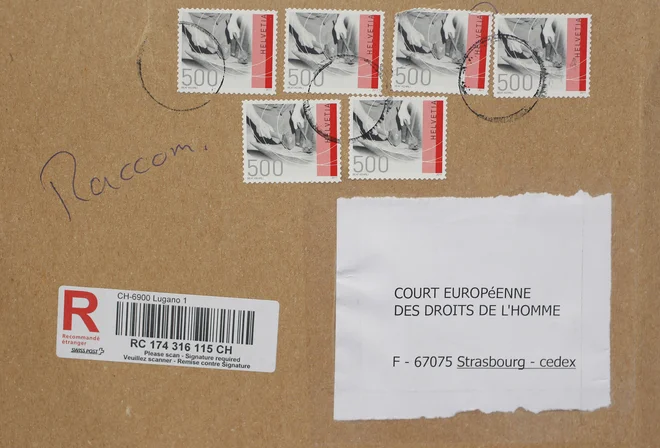 500 HELVETIA
500 HELVETIA
500 HELVETIA
500 HELVETIA
500 HELVETIA
500 HELVETIA
Raccom.
R
Recommandé
étranger
SWISS POST
CH-6900 Lugano 1
RC 174 316 115 CH
Please scan - Signature required
Veuillez scanner - Remise contre Signature
COURT EUROPéENNE
DES DROITS DE L'HOMME
F - 67075 Strasbourg - cedex